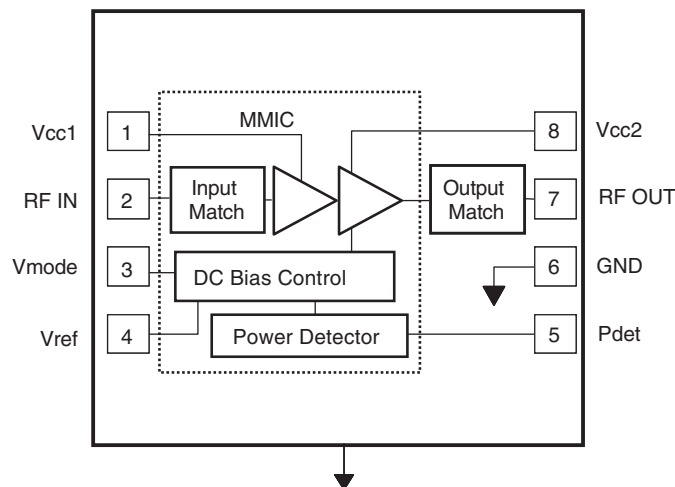 Vcc1 1 MMIC 8 Vcc2
RF IN 2 Input Match Output Match 7 RF OUT
Vmode 3 DC Bias Control 6 GND
Vref 4 Power Detector 5 Pdet